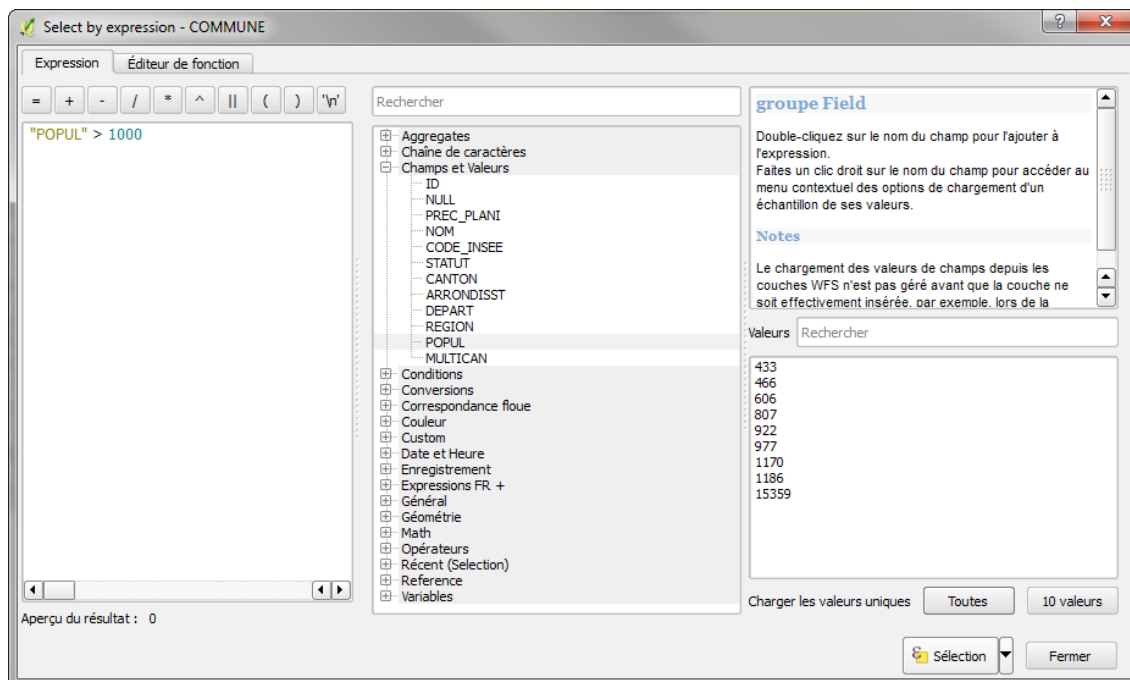 Select by expression - COMMUNE
Expression
Éditeur de fonction
= + - / * ^ || ( ) '\n'
"POPUL" > 1000
Aperçu du résultat : 0
Rechercher
Aggregates
Chaîne de caractères
Champs et Valeurs
ID
NULL
PREC_PLANI
NOM
CODE_INSEE
STATUT
CANTON
ARRONDISST
DEPART
REGION
POPUL
MULTICAN
Conditions
Conversions
Correspondance floue
Couleur
Custom
Date et Heure
Enregistrement
Expressions FR +
Général
Géométrie
Math
Opérateurs
Récent (Selection)
Reference
Variables
groupe Field
Double-cliquez sur le nom du champ pour l'ajouter à
l'expression.
Faites un clic droit sur le nom du champ pour accéder au
menu contextuel des options de chargement d'un
échantillon de ses valeurs.
Notes
Le chargement des valeurs de champs depuis les
couches WFS n'est pas géré avant que la couche ne
soit effectivement insérée, par exemple, lors de la
Valeurs Rechercher
433
466
606
807
922
977
1170
1186
15359
Charger les valeurs uniques Toutes 10 valeurs
Sélection Fermer